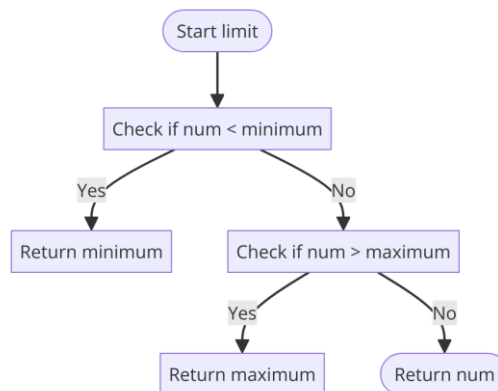 Start limit
Check if num < minimum
Yes
No
Return minimum
Check if num > maximum
Yes
No
Return maximum
Return num